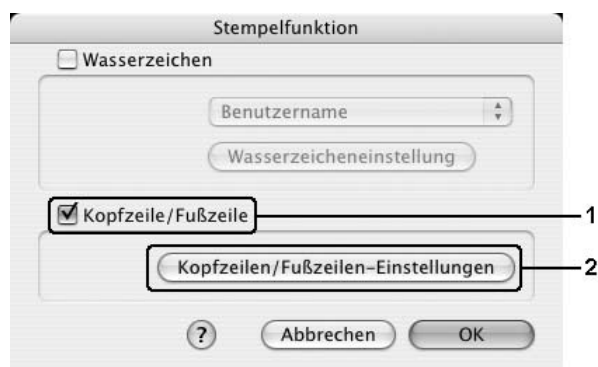 Stempelfunktion
Wasserzeichen
Benutzername
Wasserzeicheneinstellung
Kopfzeile/Fußzeile
1
Kopfzeilen/Fußzeilen-Einstellungen
2
? Abbrechen OK